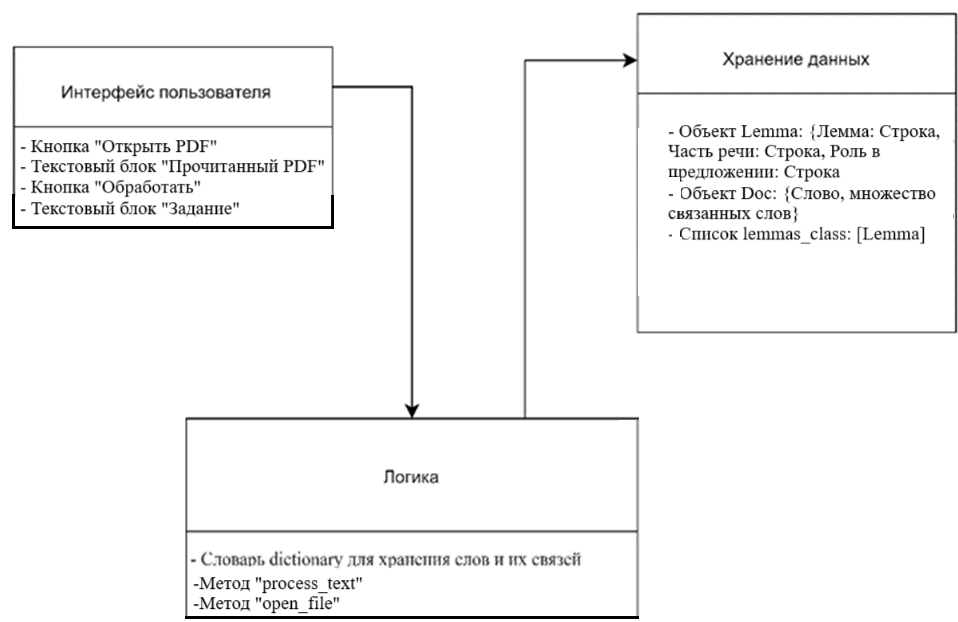 Интерфейс пользователя
- Кнопка "Открыть PDF"
- Текстовый блок "Прочитанный PDF"
- Кнопка "Обработать"
- Текстовый блок "Задание"
Хранение данных
- Объект Lemma: {Лемма: Строка,
Часть речи: Строка, Роль в
предложении: Строка
- Объект Doc: {Слово, множество
связанных слов}
- Список lemmas_class: [Lemma]
Логика
- Словарь dictionary для хранения слов и их связей
-Метод "process_text"
-Метод "open_file"